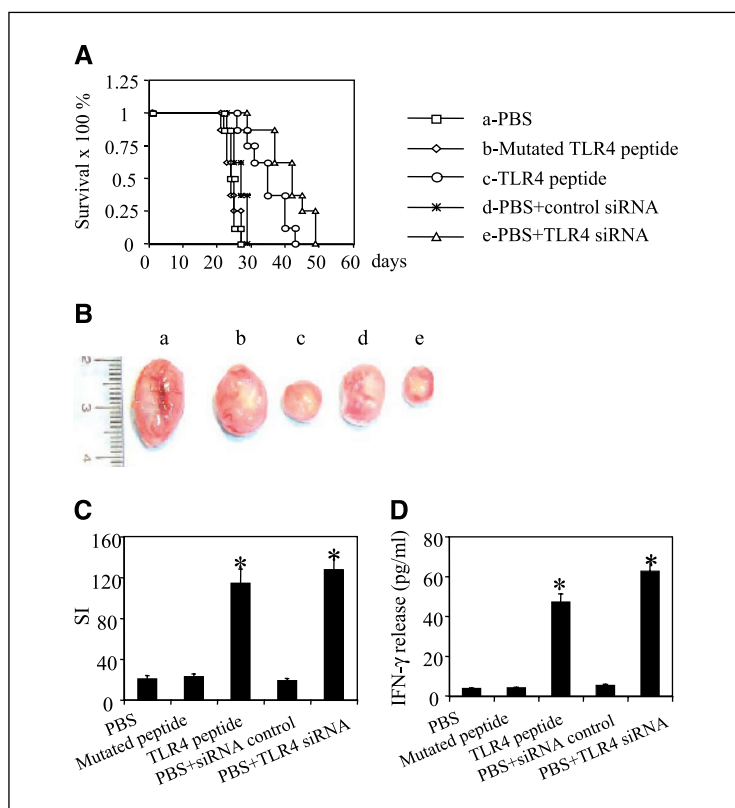 A
1.25
1
0.75
0.5
0.25
0
Survival x 100 %
0 10 20 30 40 50 60 days
a-PBS
b-Mutated TLR4 peptide
c-TLR4 peptide
d-PBS+control siRNA
e-PBS+TLR4 siRNA
B
a b c d e
2
3
4
C
160
120
80
40
0
SI
* *
PBS
Mutated peptide
TLR4 peptide
PBS+siRNA control
PBS+TLR4 siRNA
D
80
60
40
20
0
IFN-γ release (pg/ml)
* *
PBS
Mutated peptide
TLR4 peptide
PBS+siRNA control
PBS+TLR4 siRNA